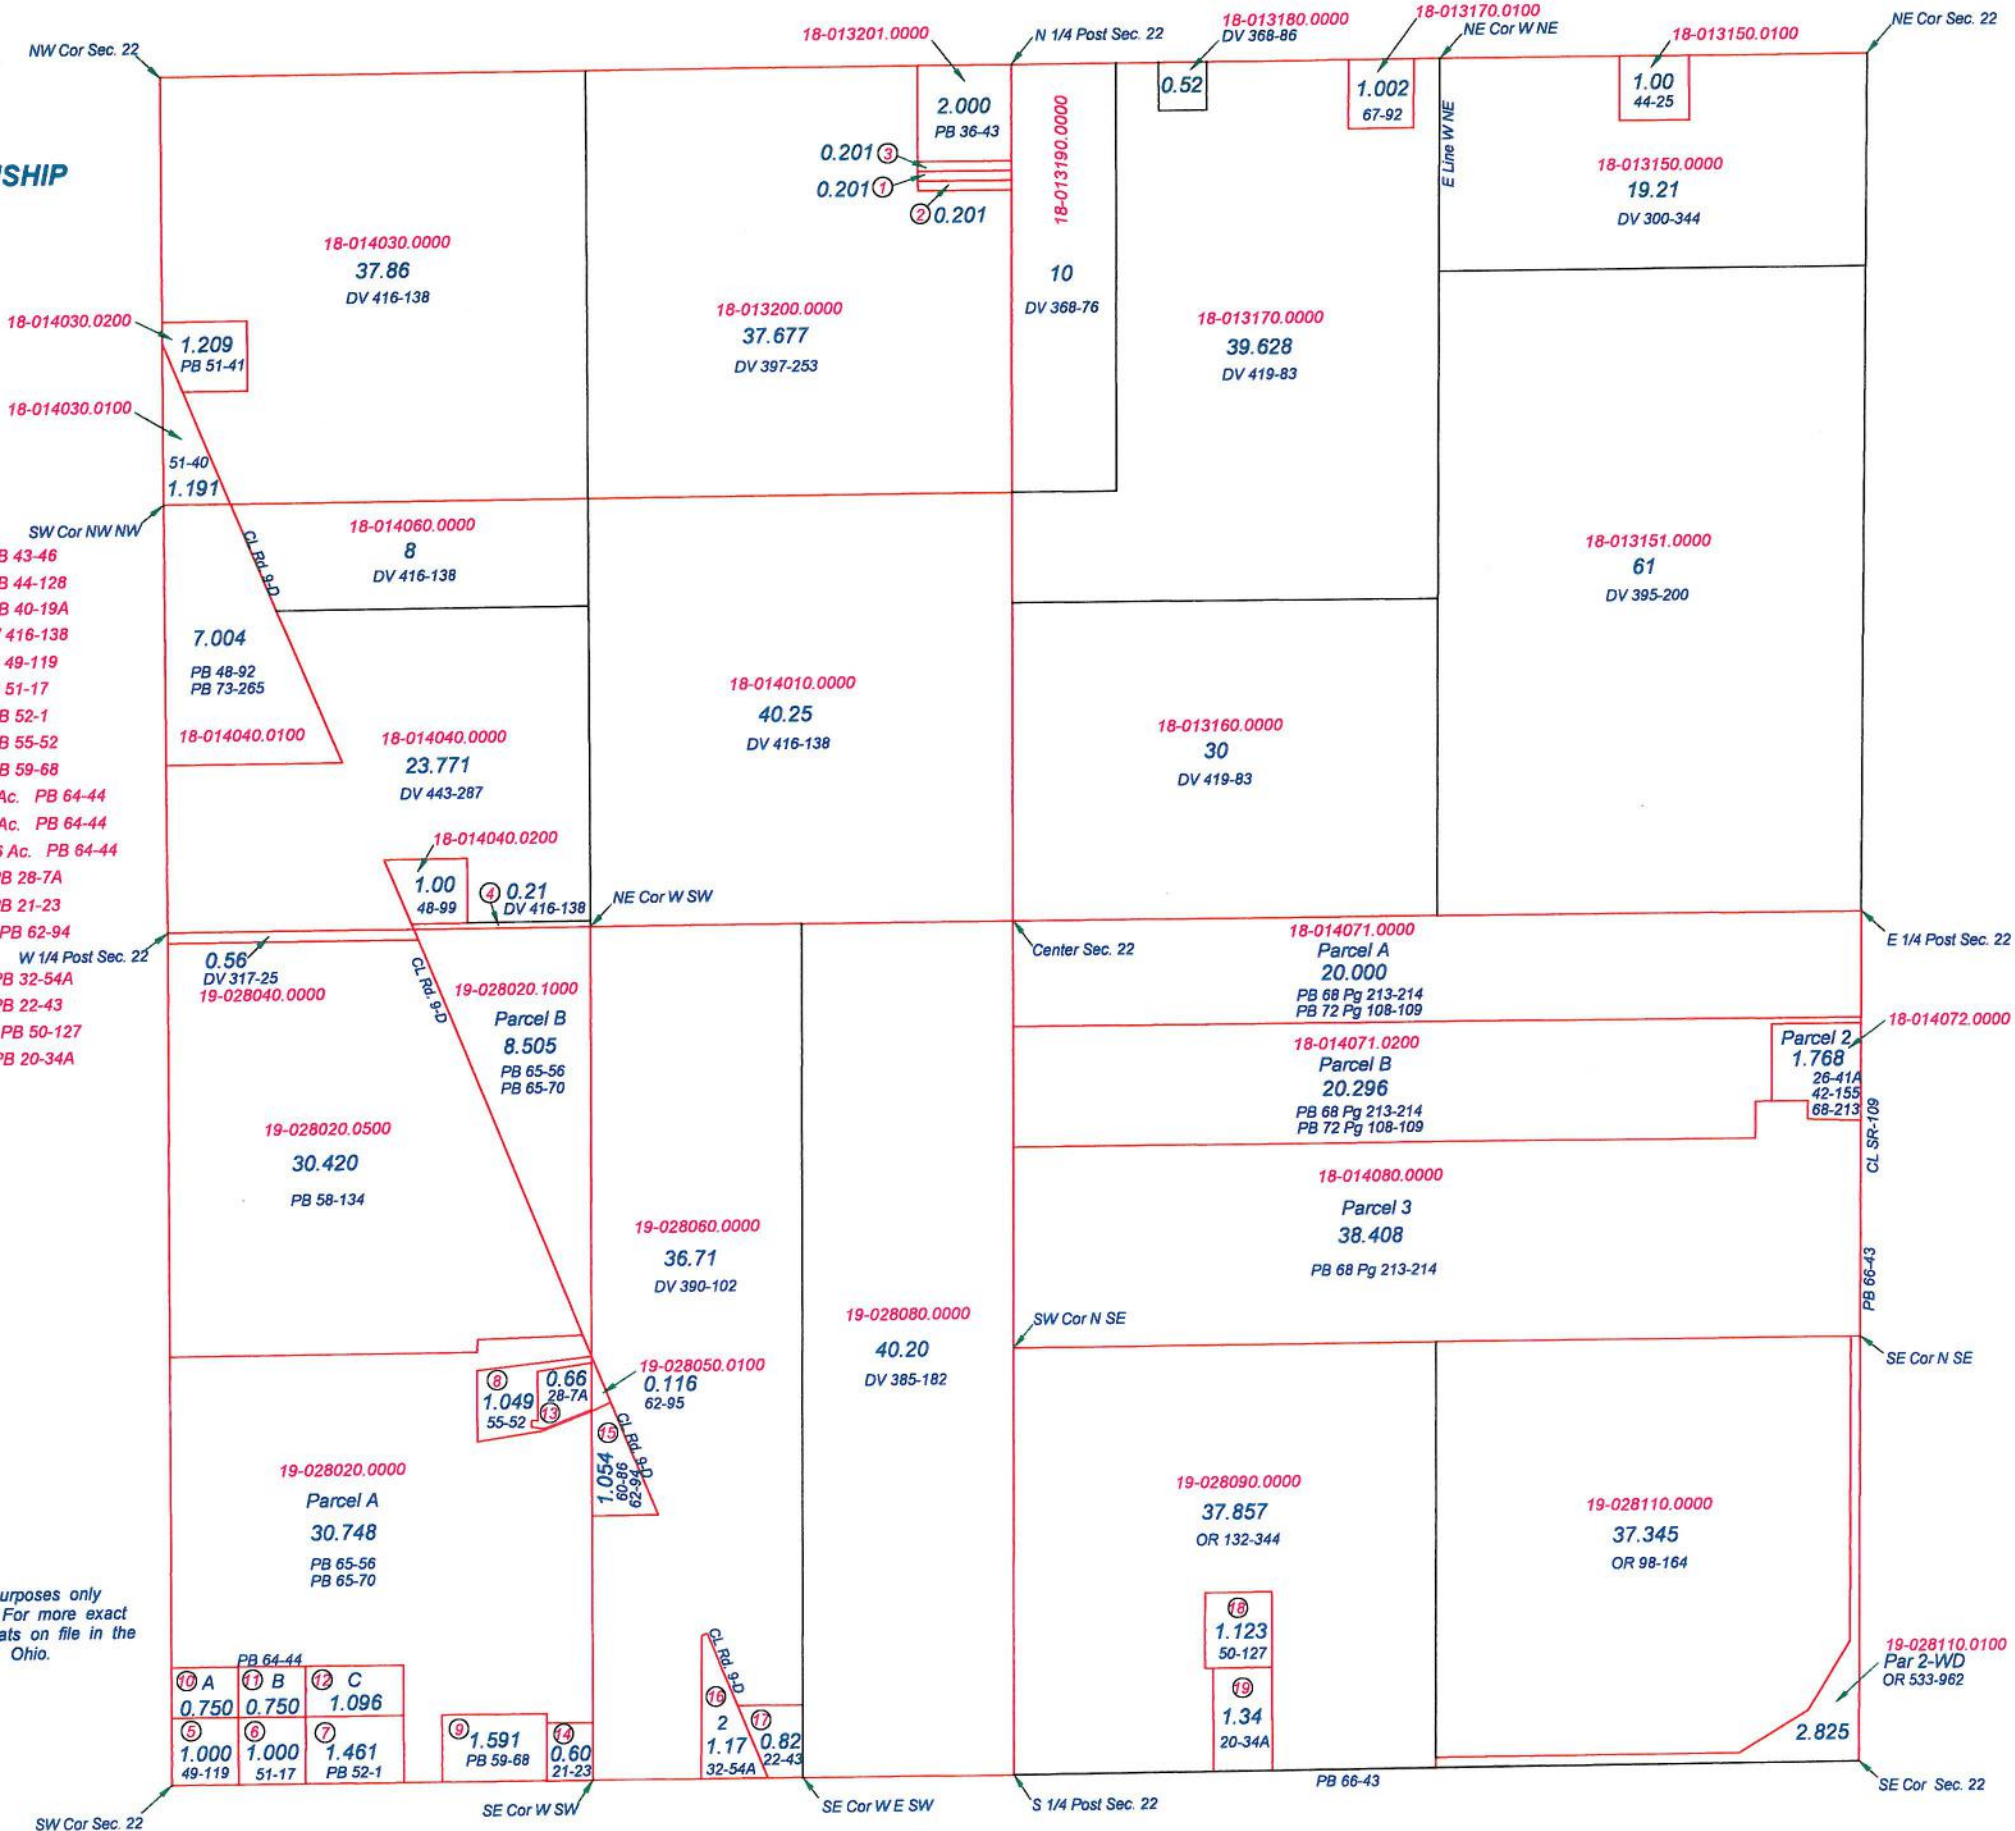 NW Cor Sec. 22
18-013201.0000
N 1/4 Post Sec. 22
18-013180.0000
DV 368-86
18-013170.0100
NE Cor W NE
18-013150.0100
NE Cor Sec. 22
2.000
PB 36-43
0.52
1.002
67-92
1.00
44-25
SHIP
0.201 3
0.201 1
2 0.201
18-013190.0000
10
DV 368-76
E Line W NE
18-013150.0000
19.21
DV 300-344
18-014030.0000
37.86
DV 416-138
18-013200.0000
37.677
DV 397-253
18-013170.0000
39.628
DV 419-83
18-014030.0200
1.209
PB 51-41
18-014030.0100
51-40
1.191
SW Cor NW NW
CL Rd. 9-D
18-014060.0000
8
DV 416-138
18-013151.0000
61
DV 395-200
B 43-46
B 44-128
B 40-19A
416-138
49-119
51-17
B 52-1
B 55-52
B 59-68
Ac. PB 64-44
Ac. PB 64-44
6 Ac. PB 64-44
PB 28-7A
PB 21-23
PB 62-94
PB 32-54A
PB 22-43
PB 50-127
PB 20-34A
7.004
PB 48-92
PB 73-265
18-014040.0100
18-014040.0000
23.771
DV 443-287
18-014010.0000
40.25
DV 416-138
18-013160.0000
30
DV 419-83
18-014040.0200
1.00
48-99
4 0.21
DV 416-138
NE Cor W SW
W 1/4 Post Sec. 22
0.56
DV 317-25
19-028040.0000
CL Rd. 9-D
19-028020.1000
Parcel B
8.505
PB 65-56
PB 65-70
Center Sec. 22
18-014071.0000
Parcel A
20.000
PB 68 Pg 213-214
PB 72 Pg 108-109
E 1/4 Post Sec. 22
18-014071.0200
Parcel B
20.296
PB 68 Pg 213-214
PB 72 Pg 108-109
18-014072.0000
Parcel 2
1.768
26-41A
42-155
68-213
CL SR-109
19-028020.0500
30.420
PB 58-134
18-014080.0000
Parcel 3
38.408
PB 68 Pg 213-214
PB 66-43
19-028060.0000
36.71
DV 390-102
19-028080.0000
40.20
DV 385-182
SW Cor N SE
SE Cor N SE
8
1.049
55-52
0.66
28-7A
13
19-028050.0100
0.116
62-95
15
1.054
60-86
62-94
CL Rd. 9-D
19-028020.0000
Parcel A
30.748
PB 65-56
PB 65-70
19-028090.0000
37.857
OR 132-344
19-028110.0000
37.345
OR 98-164
urposes only
For more exact
ats on file in the
Ohio.
PB 64-44
10 A
0.750
11 B
0.750
12 C
1.096
5
1.000
49-119
6
1.000
51-17
7
1.461
PB 52-1
9
1.591
PB 59-68
14
0.60
21-23
CL Rd. 9-D
16
2
1.17
32-54A
17
0.82
22-43
18
1.123
50-127
19
1.34
20-34A
19-028110.0100
Par 2-WD
OR 533-962
2.825
PB 66-43
SW Cor Sec. 22
SE Cor W SW
SE Cor W E SW
S 1/4 Post Sec. 22
SE Cor Sec. 22